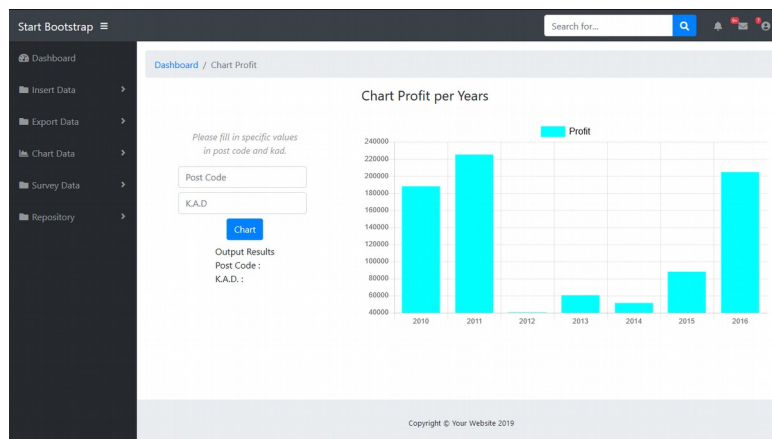 Start Bootstrap
Search for...
Dashboard
Insert Data
Export Data
Chart Data
Survey Data
Repository
Dashboard / Chart Profit
Chart Profit per Years
Please fill in specific values
in post code and kad.
Post Code
K.A.D
Chart
Output Results
Post Code :
K.A.D. :
Profit
240000
220000
200000
180000
160000
140000
120000
100000
80000
60000
40000
2010 2011 2012 2013 2014 2015 2016
Copyright © Your Website 2019